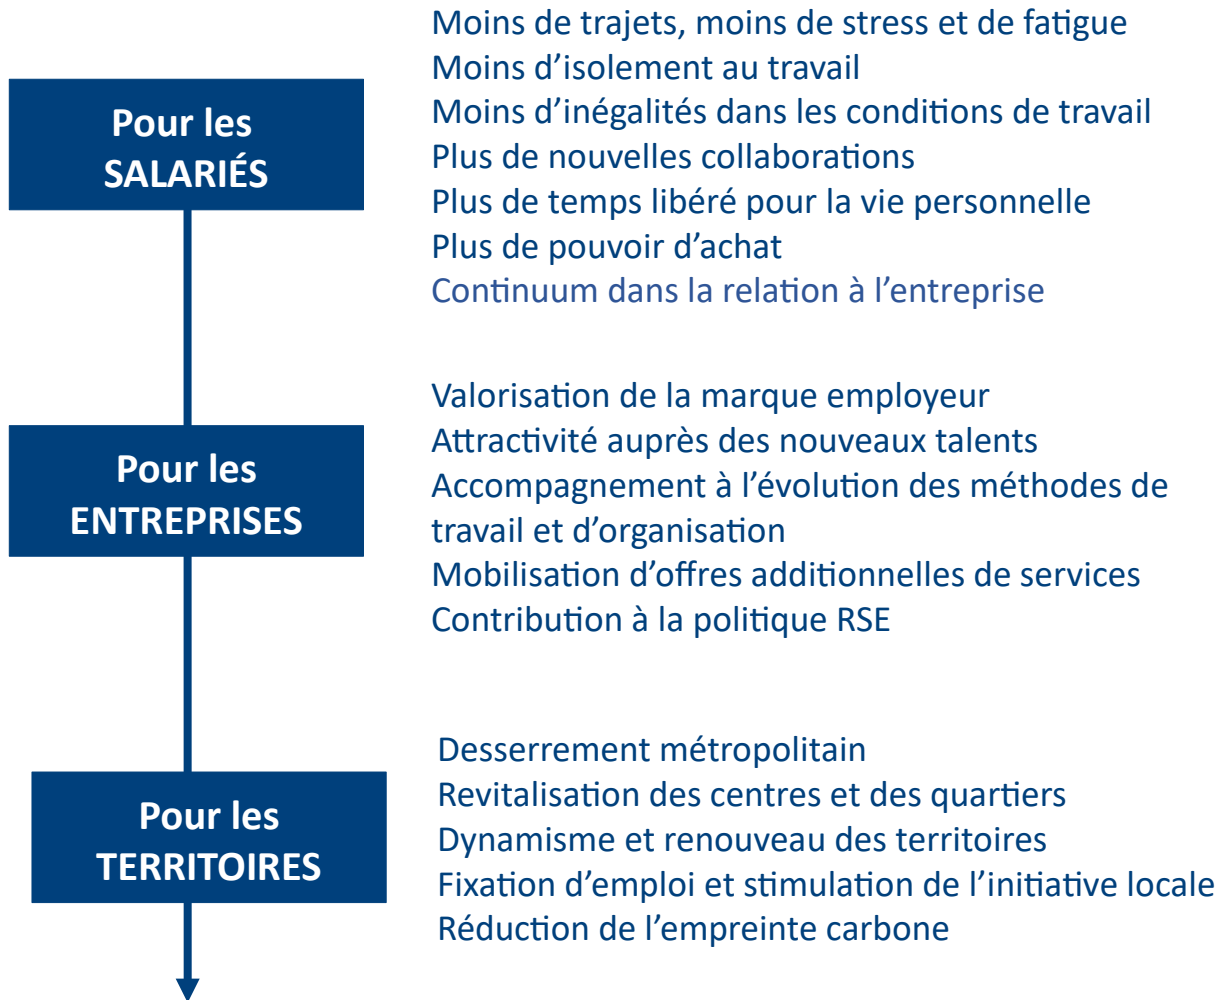 Pour les
SALARIÉS
Moins de trajets, moins de stress et de fatigue
Moins d’isolement au travail
Moins d’inégalités dans les conditions de travail
Plus de nouvelles collaborations
Plus de temps libéré pour la vie personnelle
Plus de pouvoir d’achat
Continuum dans la relation à l’entreprise
Pour les
ENTREPRISES
Valorisation de la marque employeur
Attractivité auprès des nouveaux talents
Accompagnement à l’évolution des méthodes de
travail et d’organisation
Mobilisation d’offres additionnelles de services
Contribution à la politique RSE
Pour les
TERRITOIRES
Desserrement métropolitain
Revitalisation des centres et des quartiers
Dynamisme et renouveau des territoires
Fixation d’emploi et stimulation de l’initiative locale
Réduction de l’empreinte carbone